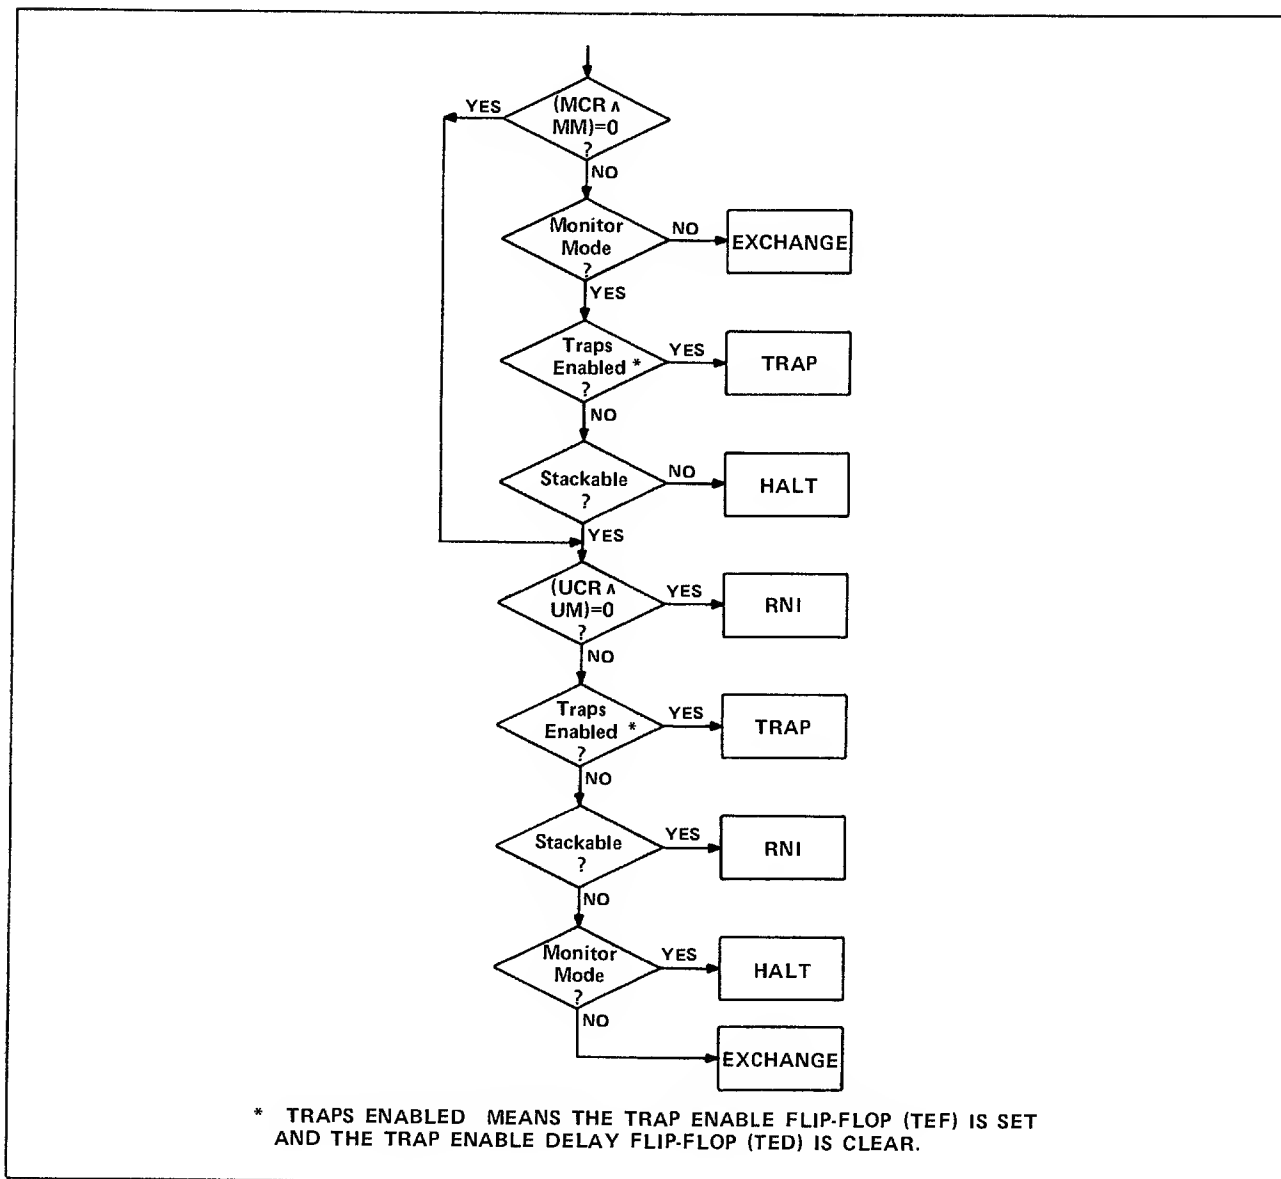 (MCR ∧
MM)=0
?
YES
NO
Monitor
Mode
?
NO
EXCHANGE
YES
Traps
Enabled *
?
YES
TRAP
NO
Stackable
?
NO
HALT
YES
(UCR ∧
UM)=0
?
YES
RNI
NO
Traps
Enabled *
?
YES
TRAP
NO
Stackable
?
YES
RNI
NO
Monitor
Mode
?
YES
HALT
NO
EXCHANGE
* TRAPS ENABLED MEANS THE TRAP ENABLE FLIP-FLOP (TEF) IS SET
AND THE TRAP ENABLE DELAY FLIP-FLOP (TED) IS CLEAR.